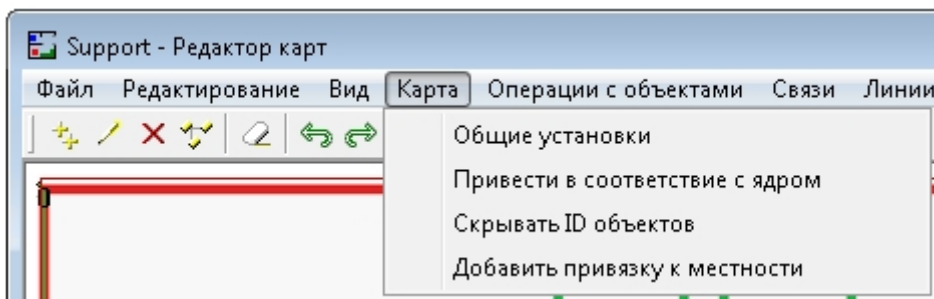 Support - Редактор карт
Файл Редактирование Вид Карта Операции с объектами Связи Линии
Общие установки
Привести в соответствие с ядром
Скрывать ID объектов
Добавить привязку к местности